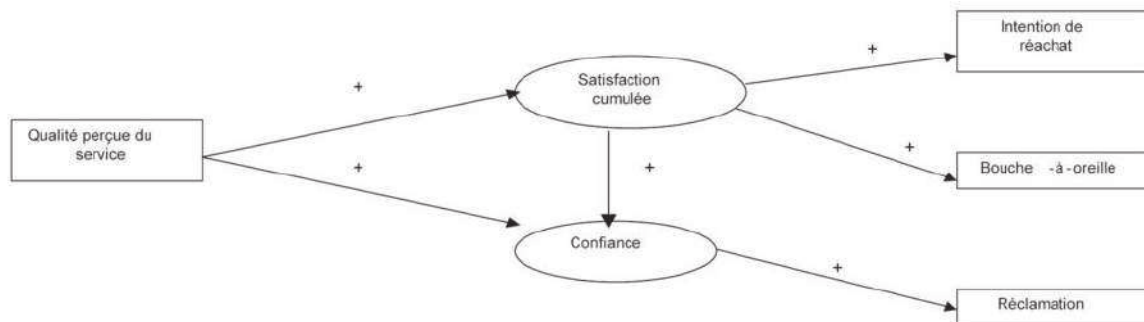 Intention de
réachat
+
Satisfaction
cumulée
+
Qualité perçue du
service
+
Bouche -à-oreille
+
+
Confiance
+
Réclamation